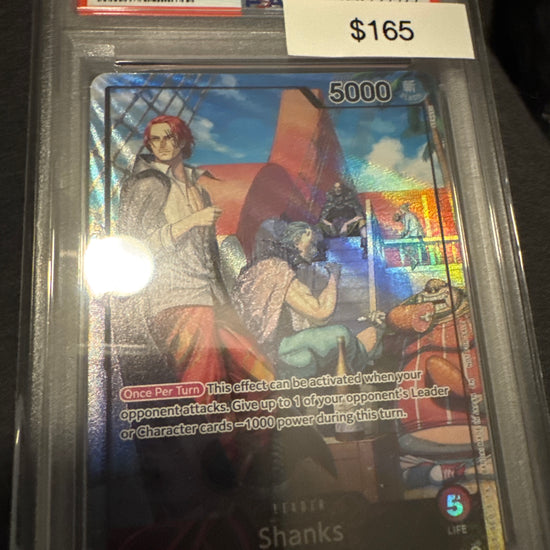 $165
5000
Once Per Turn This effect can be activated when your
opponent attacks. Give up to 1 of your opponent's Leader
or Character cards −1000 power during this turn.
LEADER
5
LIFE
Shanks